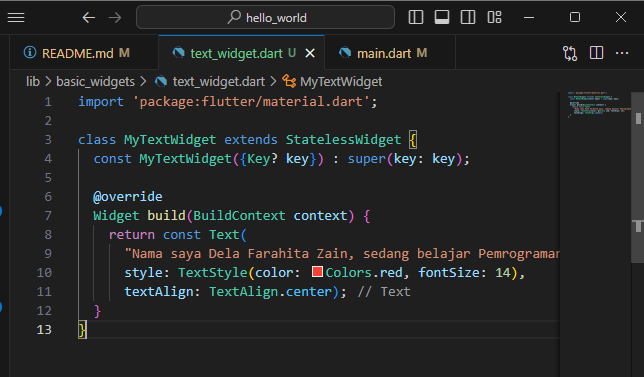 hello_world
README.md M
text_widget.dart U
main.dart M
lib > basic_widgets > text_widget.dart > MyTextWidget
1 import 'package:flutter/material.dart';
2
3 class MyTextWidget extends StatelessWidget {
4 const MyTextWidget({Key? key}) : super(key: key);
5
6 @override
7 Widget build(BuildContext context) {
8 return const Text(
9 "Nama saya Dela Farahita Zain, sedang belajar Pemrograman
10 style: TextStyle(color: Colors.red, fontSize: 14),
11 textAlign: TextAlign.center); // Text
12 }
13 }